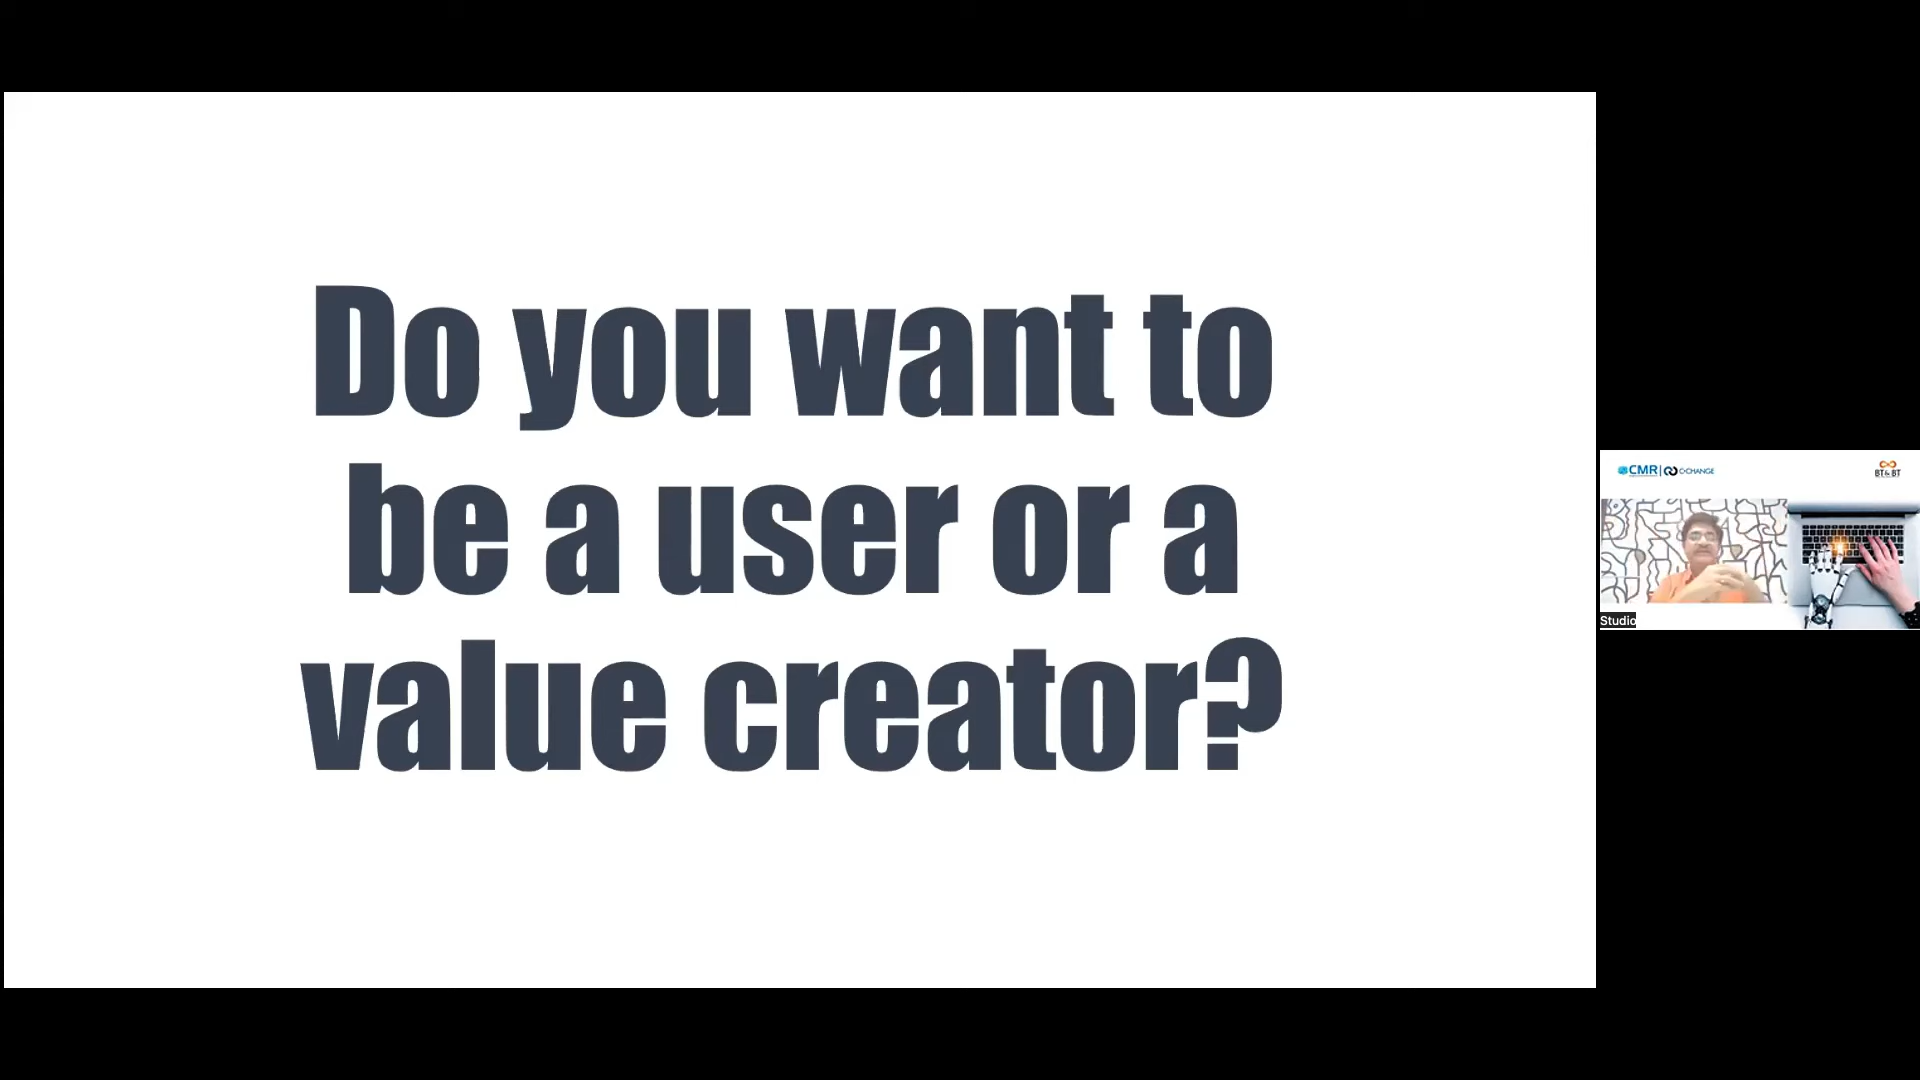 Do you want to
be a user or a
value creator?
CMR
C-CHANGE
BT& BT
Studio